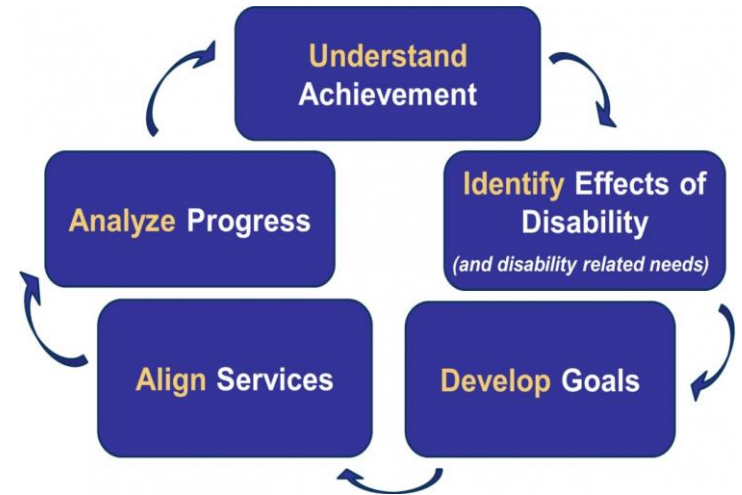 Understand
Achievement
Identify Effects of
Disability
(and disability related needs)
Develop Goals
Align Services
Analyze Progress